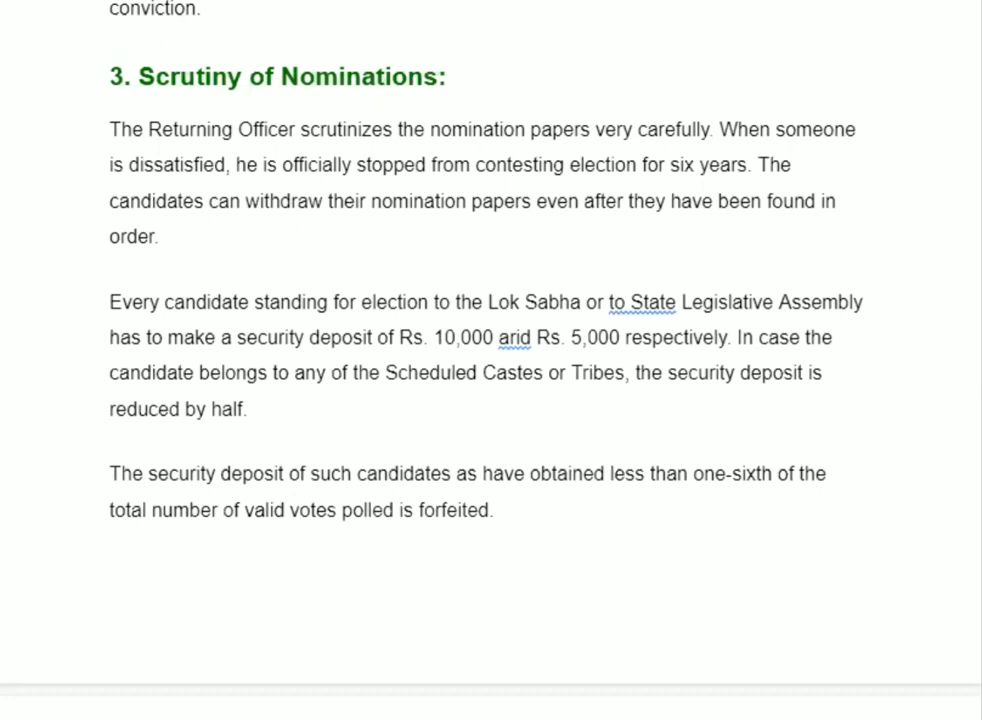 conviction.
3. Scrutiny of Nominations:
The Returning Officer scrutinizes the nomination papers very carefully. When someone
is dissatisfied, he is officially stopped from contesting election for six years. The
candidates can withdraw their nomination papers even after they have been found in
order.
Every candidate standing for election to the Lok Sabha or to State Legislative Assembly
has to make a security deposit of Rs. 10,000 arid Rs. 5,000 respectively. In case the
candidate belongs to any of the Scheduled Castes or Tribes, the security deposit is
reduced by half.
The security deposit of such candidates as have obtained less than one-sixth of the
total number of valid votes polled is forfeited.